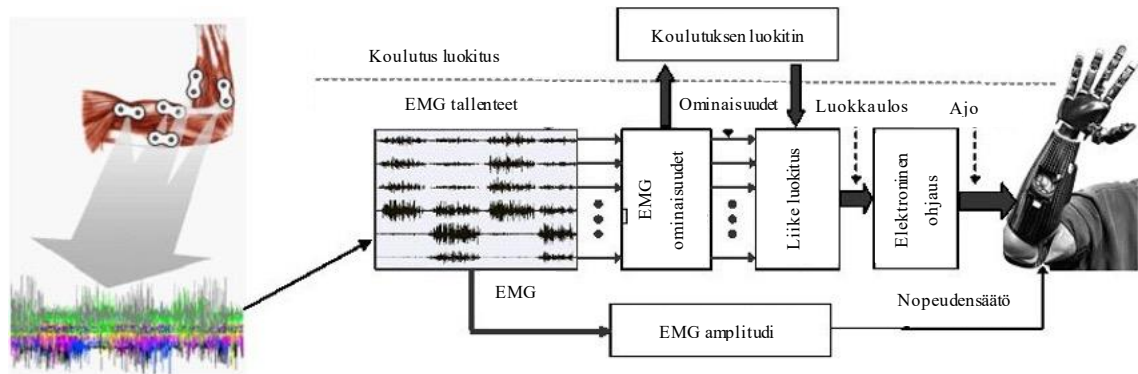 Koulutuksen luokitin
Koulutus luokitus
EMG tallenteet
Ominaisuudet
Luokkaulos
Ajo
EMG
ominaisuudet
Liike luokitus
Elektroninen
ohjaus
EMG
Nopeudensäätö
EMG amplitudi